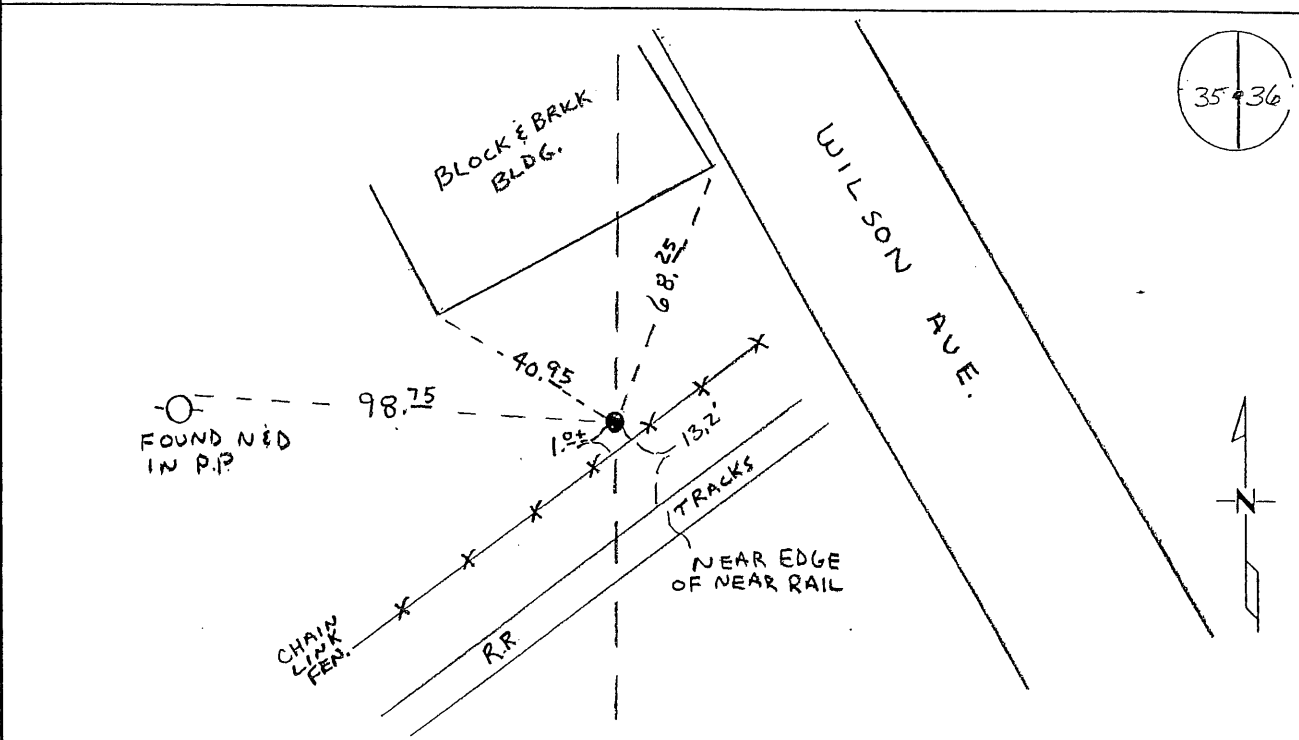 35 36
BLOCK & BRKK
BLDG.
WILSON AVE.
68.25
40.95
98.75
FOUND N&D
IN P.P.
1.0±
13.2'
TRACKS
NEAR EDGE
OF NEAR RAIL
N
CHAIN
LINK
FEN.
R.R.